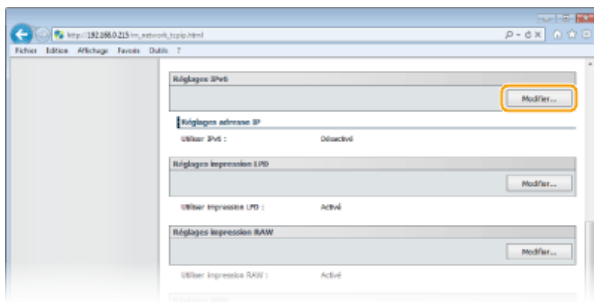 http://192.168.0.215/m_network_tcpip.html
Fichier Edition Affichage Favoris Outils ?
Réglages IPv6
Modifier...
Réglages adresse IP
Utiliser IPv6 : Désactivé
Réglages impression LPD
Modifier...
Utiliser impression LPD : Activé
Réglages impression RAW
Modifier...
Utiliser impression RAW : Activé